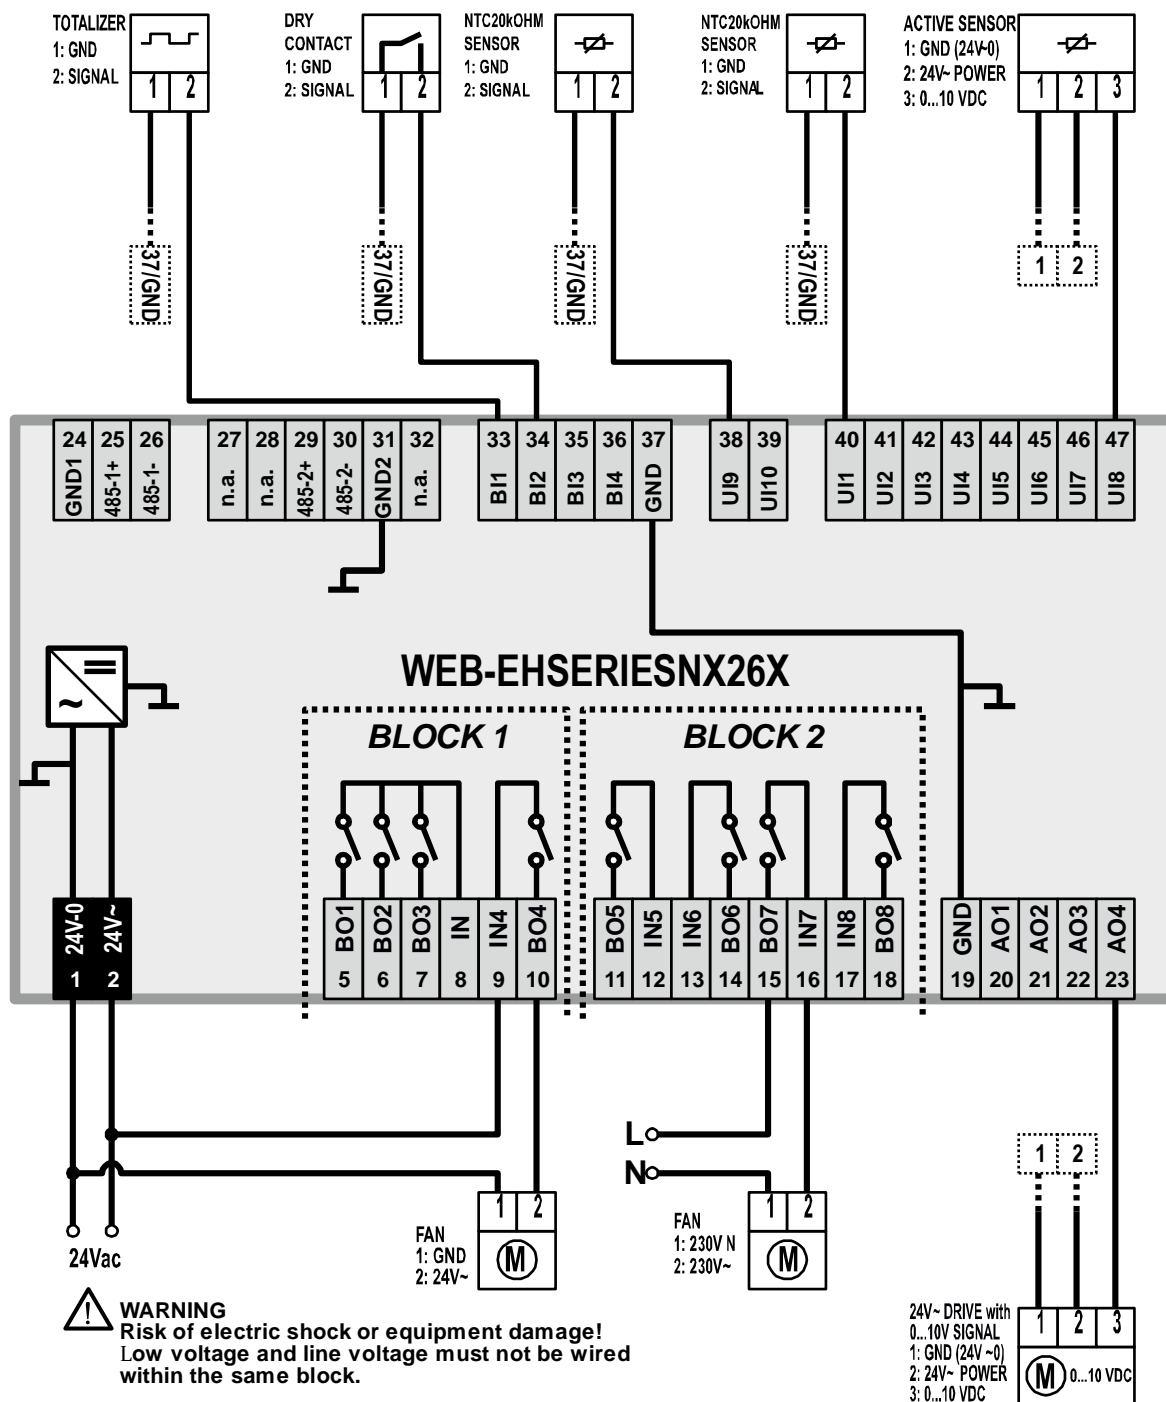 TOTALIZER
1: GND
2: SIGNAL
1 2
DRY
CONTACT
1: GND
2: SIGNAL
1 2
NTC20kOHM
SENSOR
1: GND
2: SIGNAL
1 2
NTC20kOHM
SENSOR
1: GND
2: SIGNAL
1 2
ACTIVE SENSOR
1: GND (24V-0)
2: 24V~ POWER
3: 0...10 VDC
1 2 3
37/GND
37/GND
37/GND
37/GND
1 2
24 25 26
GND1 485-1+ 485-1-
27 28 29 30 31 32
n.a. n.a. 485-2+ 485-2- GND2 n.a.
33 34 35 36 37
BI1 BI2 BI3 BI4 GND
38 39
UI9 UI10
40 41 42 43 44 45 46 47
UI1 UI2 UI3 UI4 UI5 UI6 UI7 UI8
WEB-EHSERIESNX26X
~
BLOCK 1
BLOCK 2
24V-0 24V~
1 2
BO1 BO2 BO3 IN IN4 BO4
5 6 7 8 9 10
BO5 IN5 IN6 BO6 BO7 IN7 IN8 BO8
11 12 13 14 15 16 17 18
GND AO1 AO2 AO3 AO4
19 20 21 22 23
24Vac
L
N
FAN
1: GND
2: 24V~
1 2
M
FAN
1: 230V N
2: 230V~
1 2
M
1 2
24V~ DRIVE with
0...10V SIGNAL
1: GND (24V ~0)
2: 24V~ POWER
3: 0...10 VDC
1 2 3
M 0...10 VDC
! WARNING
Risk of electric shock or equipment damage!
Low voltage and line voltage must not be wired
within the same block.